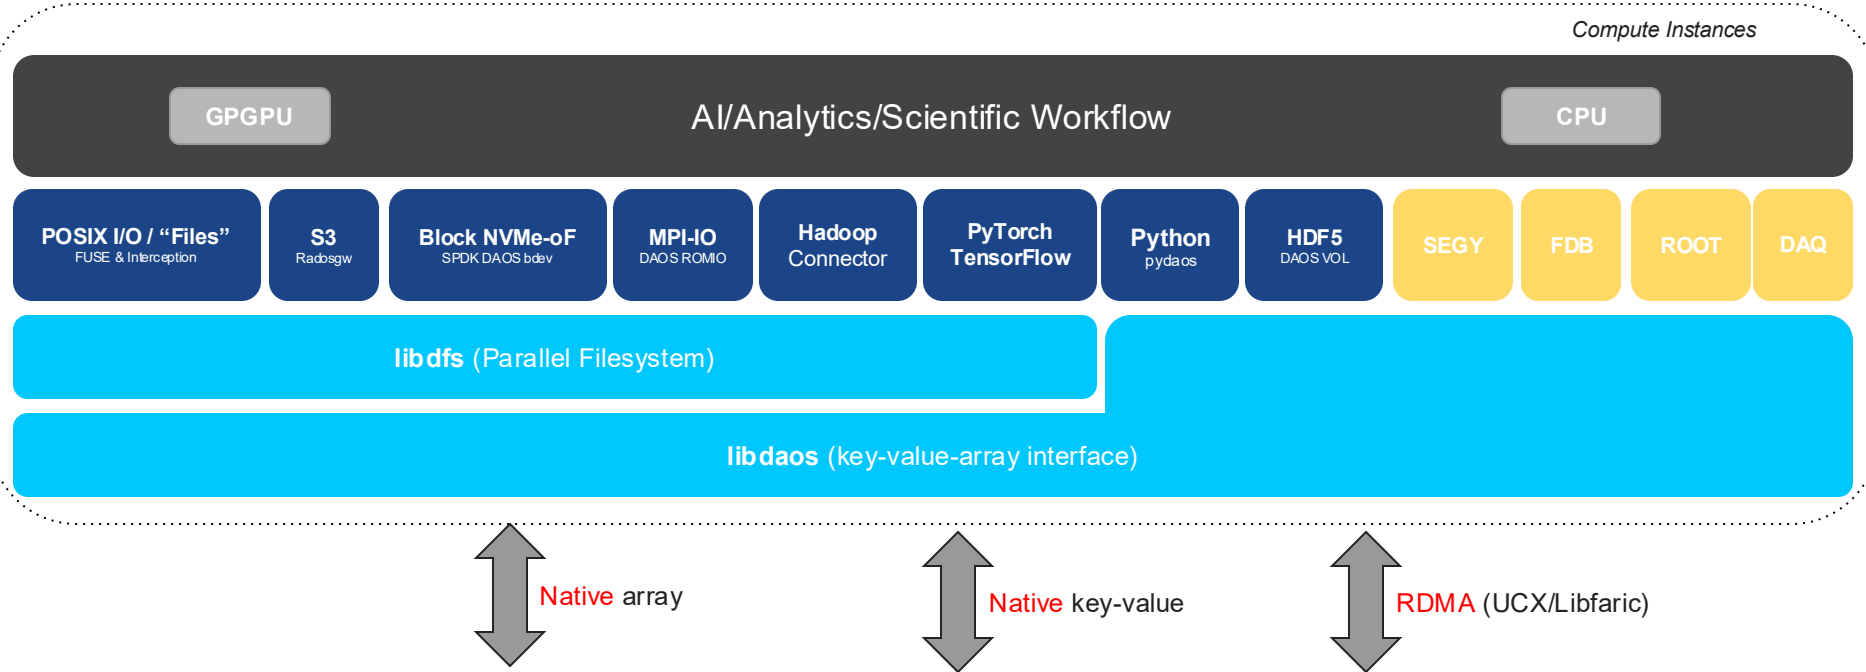 Compute Instances
GPGPU
AI/Analytics/Scientific Workflow
CPU
POSIX I/O / “Files”
FUSE & Interception
S3
Radosgw
Block NVMe-oF
SPDK DAOS bdev
MPI-IO
DAOS ROMIO
Hadoop
Connector
PyTorch
TensorFlow
Python
pydaos
HDF5
DAOS VOL
SEGY
FDB
ROOT
DAQ
libdfs (Parallel Filesystem)
libdaos (key-value-array interface)
Native array
Native key-value
RDMA (UCX/Libfaric)